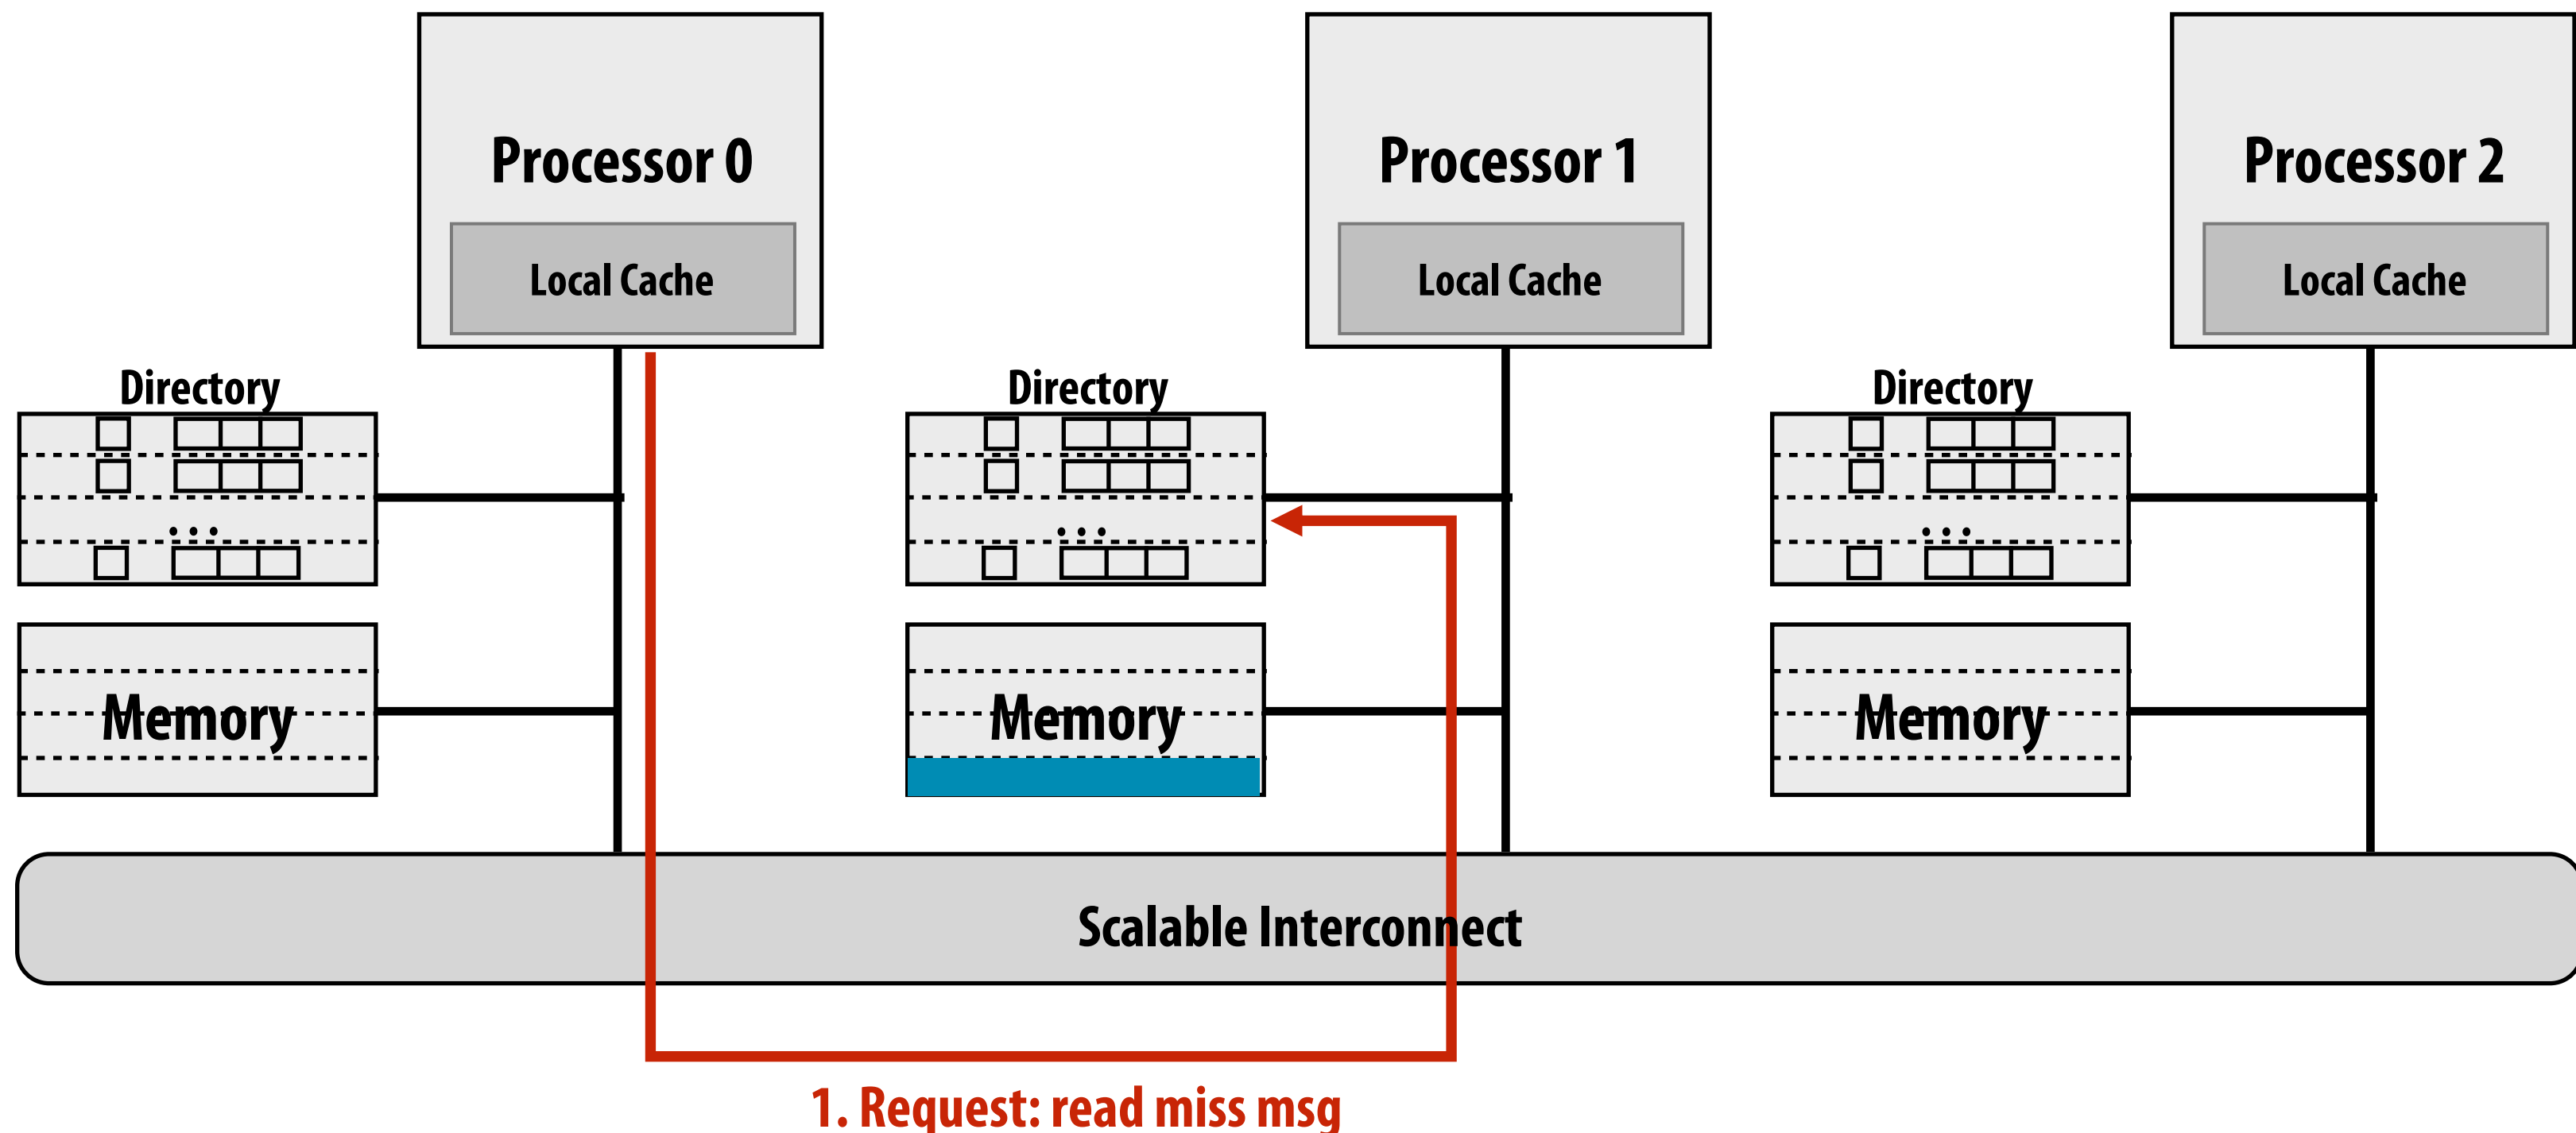 Processor 0
Processor 1
Processor 2
Local Cache
Local Cache
Local Cache
Directory
Directory
Directory
. . .
. . .
. . .
Memory
Memory
Memory
Scalable Interconnect
1. Request: read miss msg